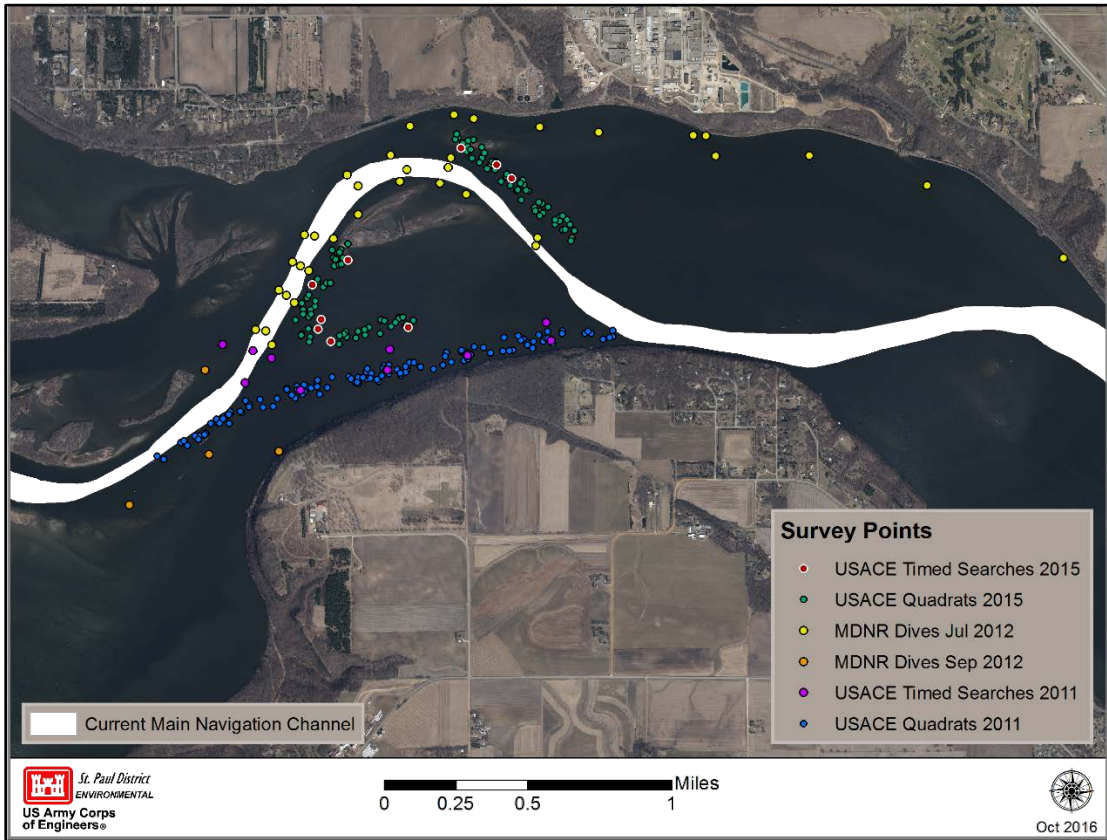 Survey Points
USACE Timed Searches 2015
USACE Quadrats 2015
MDNR Dives Jul 2012
MDNR Dives Sep 2012
USACE Timed Searches 2011
USACE Quadrats 2011
Current Main Navigation Channel
St. Paul District
ENVIRONMENTAL
US Army Corps
of Engineers®
Miles
0 0.25 0.5 1
Oct 2016